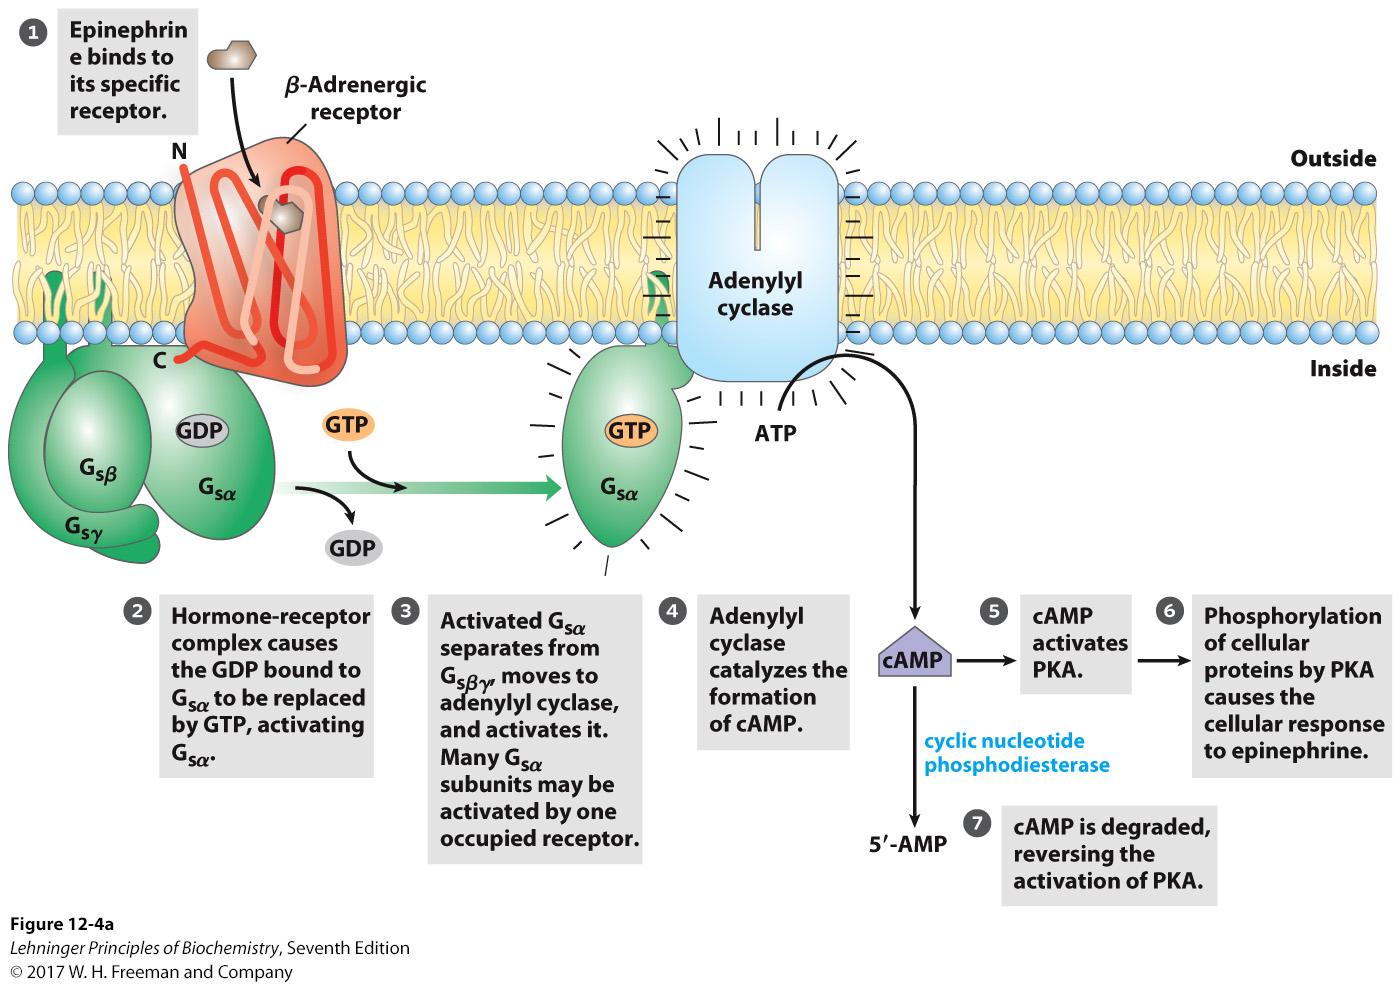 1
Epinephrin
e binds to
its specific
receptor.
β-Adrenergic
receptor
N
Outside
Adenylyl
cyclase
C
Inside
GDP
GTP
GTP
ATP
Gsβ
Gsα
Gsα
Gsγ
GDP
2
Hormone-receptor
complex causes
the GDP bound to
Gsα to be replaced
by GTP, activating
Gsα.
3
Activated Gsα
separates from
Gsβγ, moves to
adenylyl cyclase,
and activates it.
Many Gsα
subunits may be
activated by one
occupied receptor.
4
Adenylyl
cyclase
catalyzes the
formation
of cAMP.
cAMP
5
cAMP
activates
PKA.
6
Phosphorylation
of cellular
proteins by PKA
causes the
cellular response
to epinephrine.
cyclic nucleotide
phosphodiesterase
5′-AMP
7
cAMP is degraded,
reversing the
activation of PKA.
Figure 12-4a
Lehninger Principles of Biochemistry, Seventh Edition
© 2017 W. H. Freeman and Company